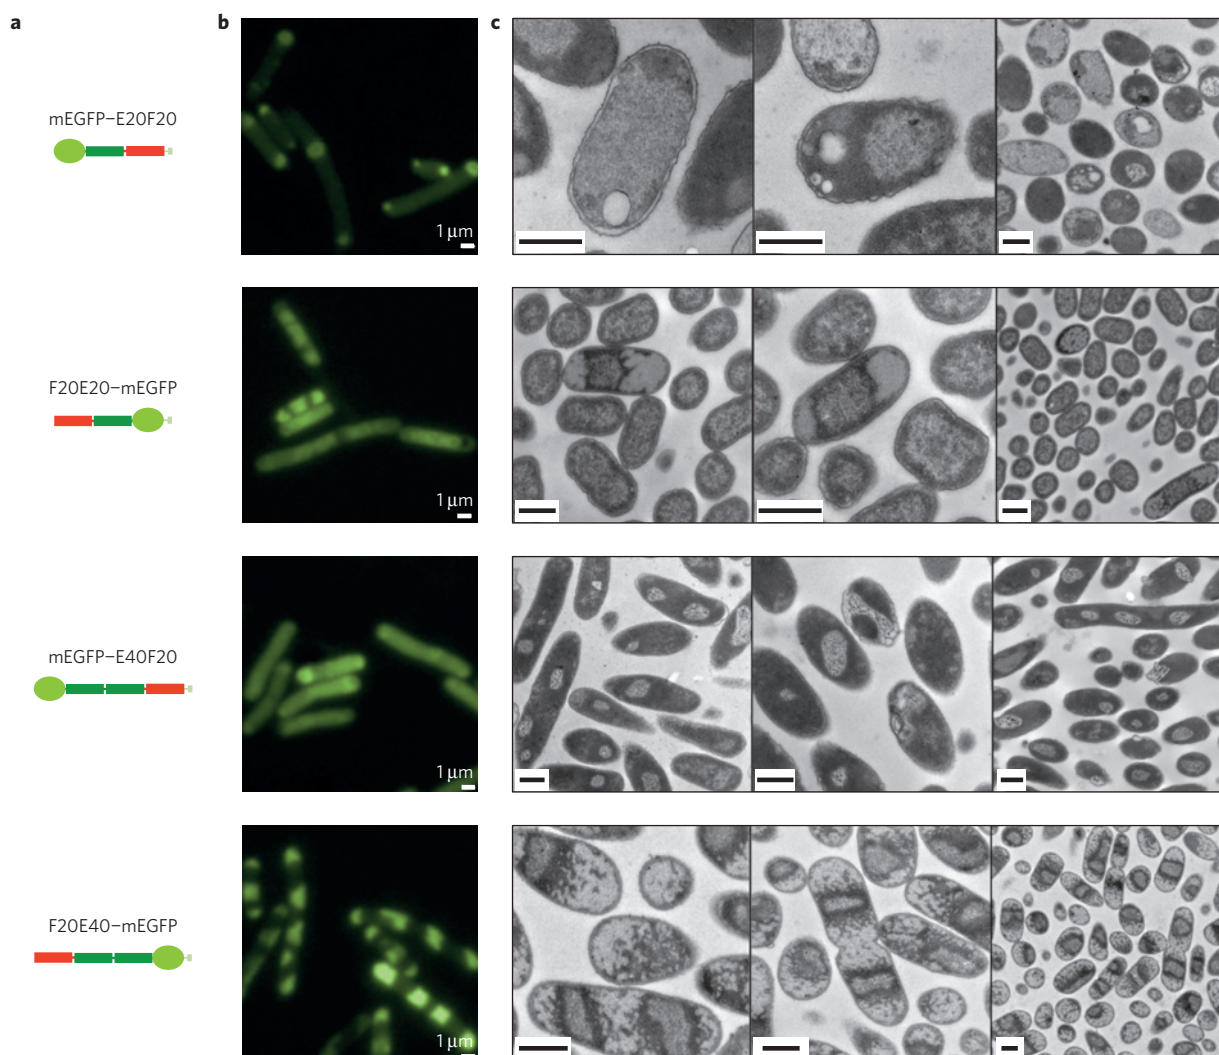 a
b
c
mEGFP–E20F20
1 μm
F20E20–mEGFP
1 μm
mEGFP–E40F20
1 μm
F20E40–mEGFP
1 μm